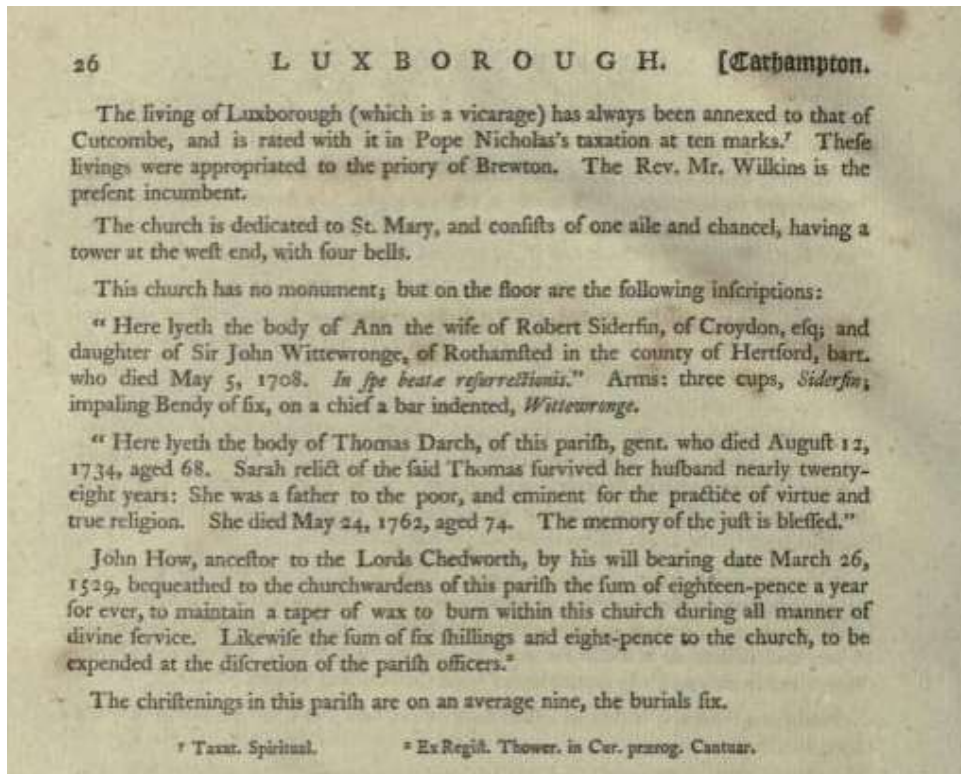 26 LUXBOROUGH. [Carhampton.
The living of Luxborough (which is a vicarage) has always been annexed to that of
Cutcombe, and is rated with it in Pope Nicholas's taxation at ten marks.ʸ Theſe
livings were appropriated to the priory of Brewton. The Rev. Mr. Wilkins is the
preſent incumbent.
The church is dedicated to St. Mary, and conſiſts of one aile and chancel, having a
tower at the weſt end, with four bells.
This church has no monument; but on the floor are the following inſcriptions:
“ Here lyeth the body of Ann the wife of Robert Siderfin, of Croydon, eſq; and
daughter of Sir John Wittewronge, of Rothamſted in the county of Hertford, bart.
who died May 5, 1708. In ſpe beatæ reſurrectionis.” Arms: three cups, Siderfin;
impaling Bendy of ſix, on a chief a bar indented, Wittewronge.
“ Here lyeth the body of Thomas Darch, of this pariſh, gent. who died Auguſt 12,
1734, aged 68. Sarah relict of the ſaid Thomas ſurvived her huſband nearly twenty-
eight years: She was a father to the poor, and eminent for the practice of virtue and
true religion. She died May 24, 1762, aged 74. The memory of the juſt is bleſſed.”
John How, anceſtor to the Lords Chedworth, by his will bearing date March 26,
1529, bequeathed to the churchwardens of this pariſh the ſum of eighteen-pence a year
for ever, to maintain a taper of wax to burn within this church during all manner of
divine ſervice. Likewiſe the ſum of ſix ſhillings and eight-pence to the church, to be
expended at the diſcretion of the pariſh officers.ᶻ
The chriſtenings in this pariſh are on an average nine, the burials ſix.
ʸ Taxat. Spiritual. ᶻ Ex Regiſt. Thower. in Cur. prærog. Cantuar.